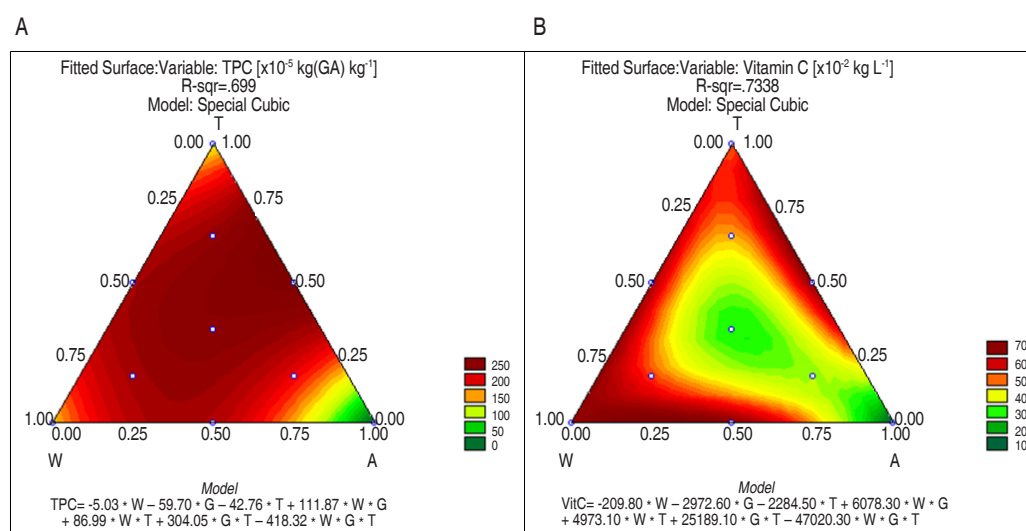 A
B
Fitted Surface:Variable: TPC [x10⁻⁵ kg(GA) kg⁻¹]
R-sqr=.699
Model: Special Cubic
T
0.00 1.00
0.25 0.75
0.50 0.50
0.75 0.25
1.00 0.00
0.00 0.25 0.50 0.75 1.00
W A
250
200
150
100
50
0
Model
TPC= -5.03 * W – 59.70 * G – 42.76 * T + 111.87 * W * G
+ 86.99 * W * T + 304.05 * G * T – 418.32 * W * G * T
Fitted Surface:Variable: Vitamin C [x10⁻² kg L⁻¹]
R-sqr=.7338
Model: Special Cubic
T
0.00 1.00
0.25 0.75
0.50 0.50
0.75 0.25
1.00 0.00
0.00 0.25 0.50 0.75 1.00
W A
70
60
50
40
30
20
10
Model
VitC= -209.80 * W – 2972.60 * G – 2284.50 * T + 6078.30 * W * G
+ 4973.10 * W * T + 25189.10 * G * T – 47020.30 * W * G * T